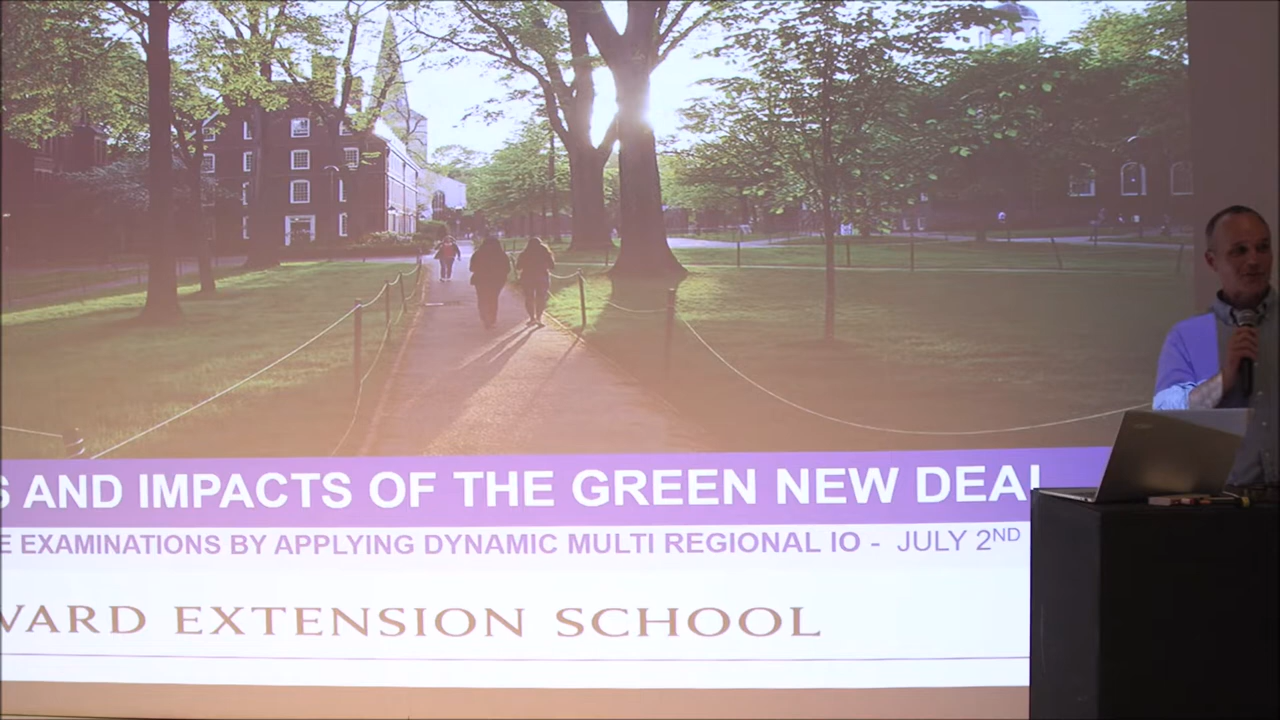 S AND IMPACTS OF THE GREEN NEW DEAL
E EXAMINATIONS BY APPLYING DYNAMIC MULTI REGIONAL IO - JULY 2ND
VARD EXTENSION SCHOOL